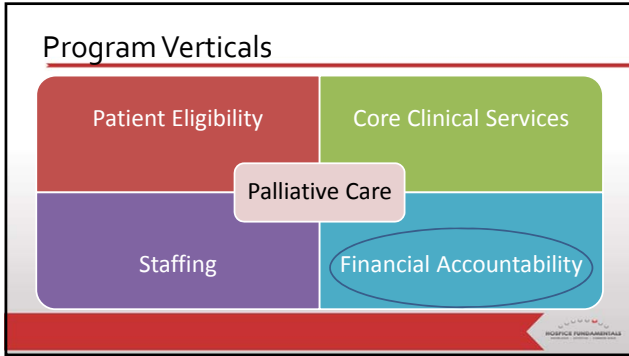 Program Verticals
Patient Eligibility
Core Clinical Services
Palliative Care
Staffing
Financial Accountability
HOSPICE FUNDAMENTALS